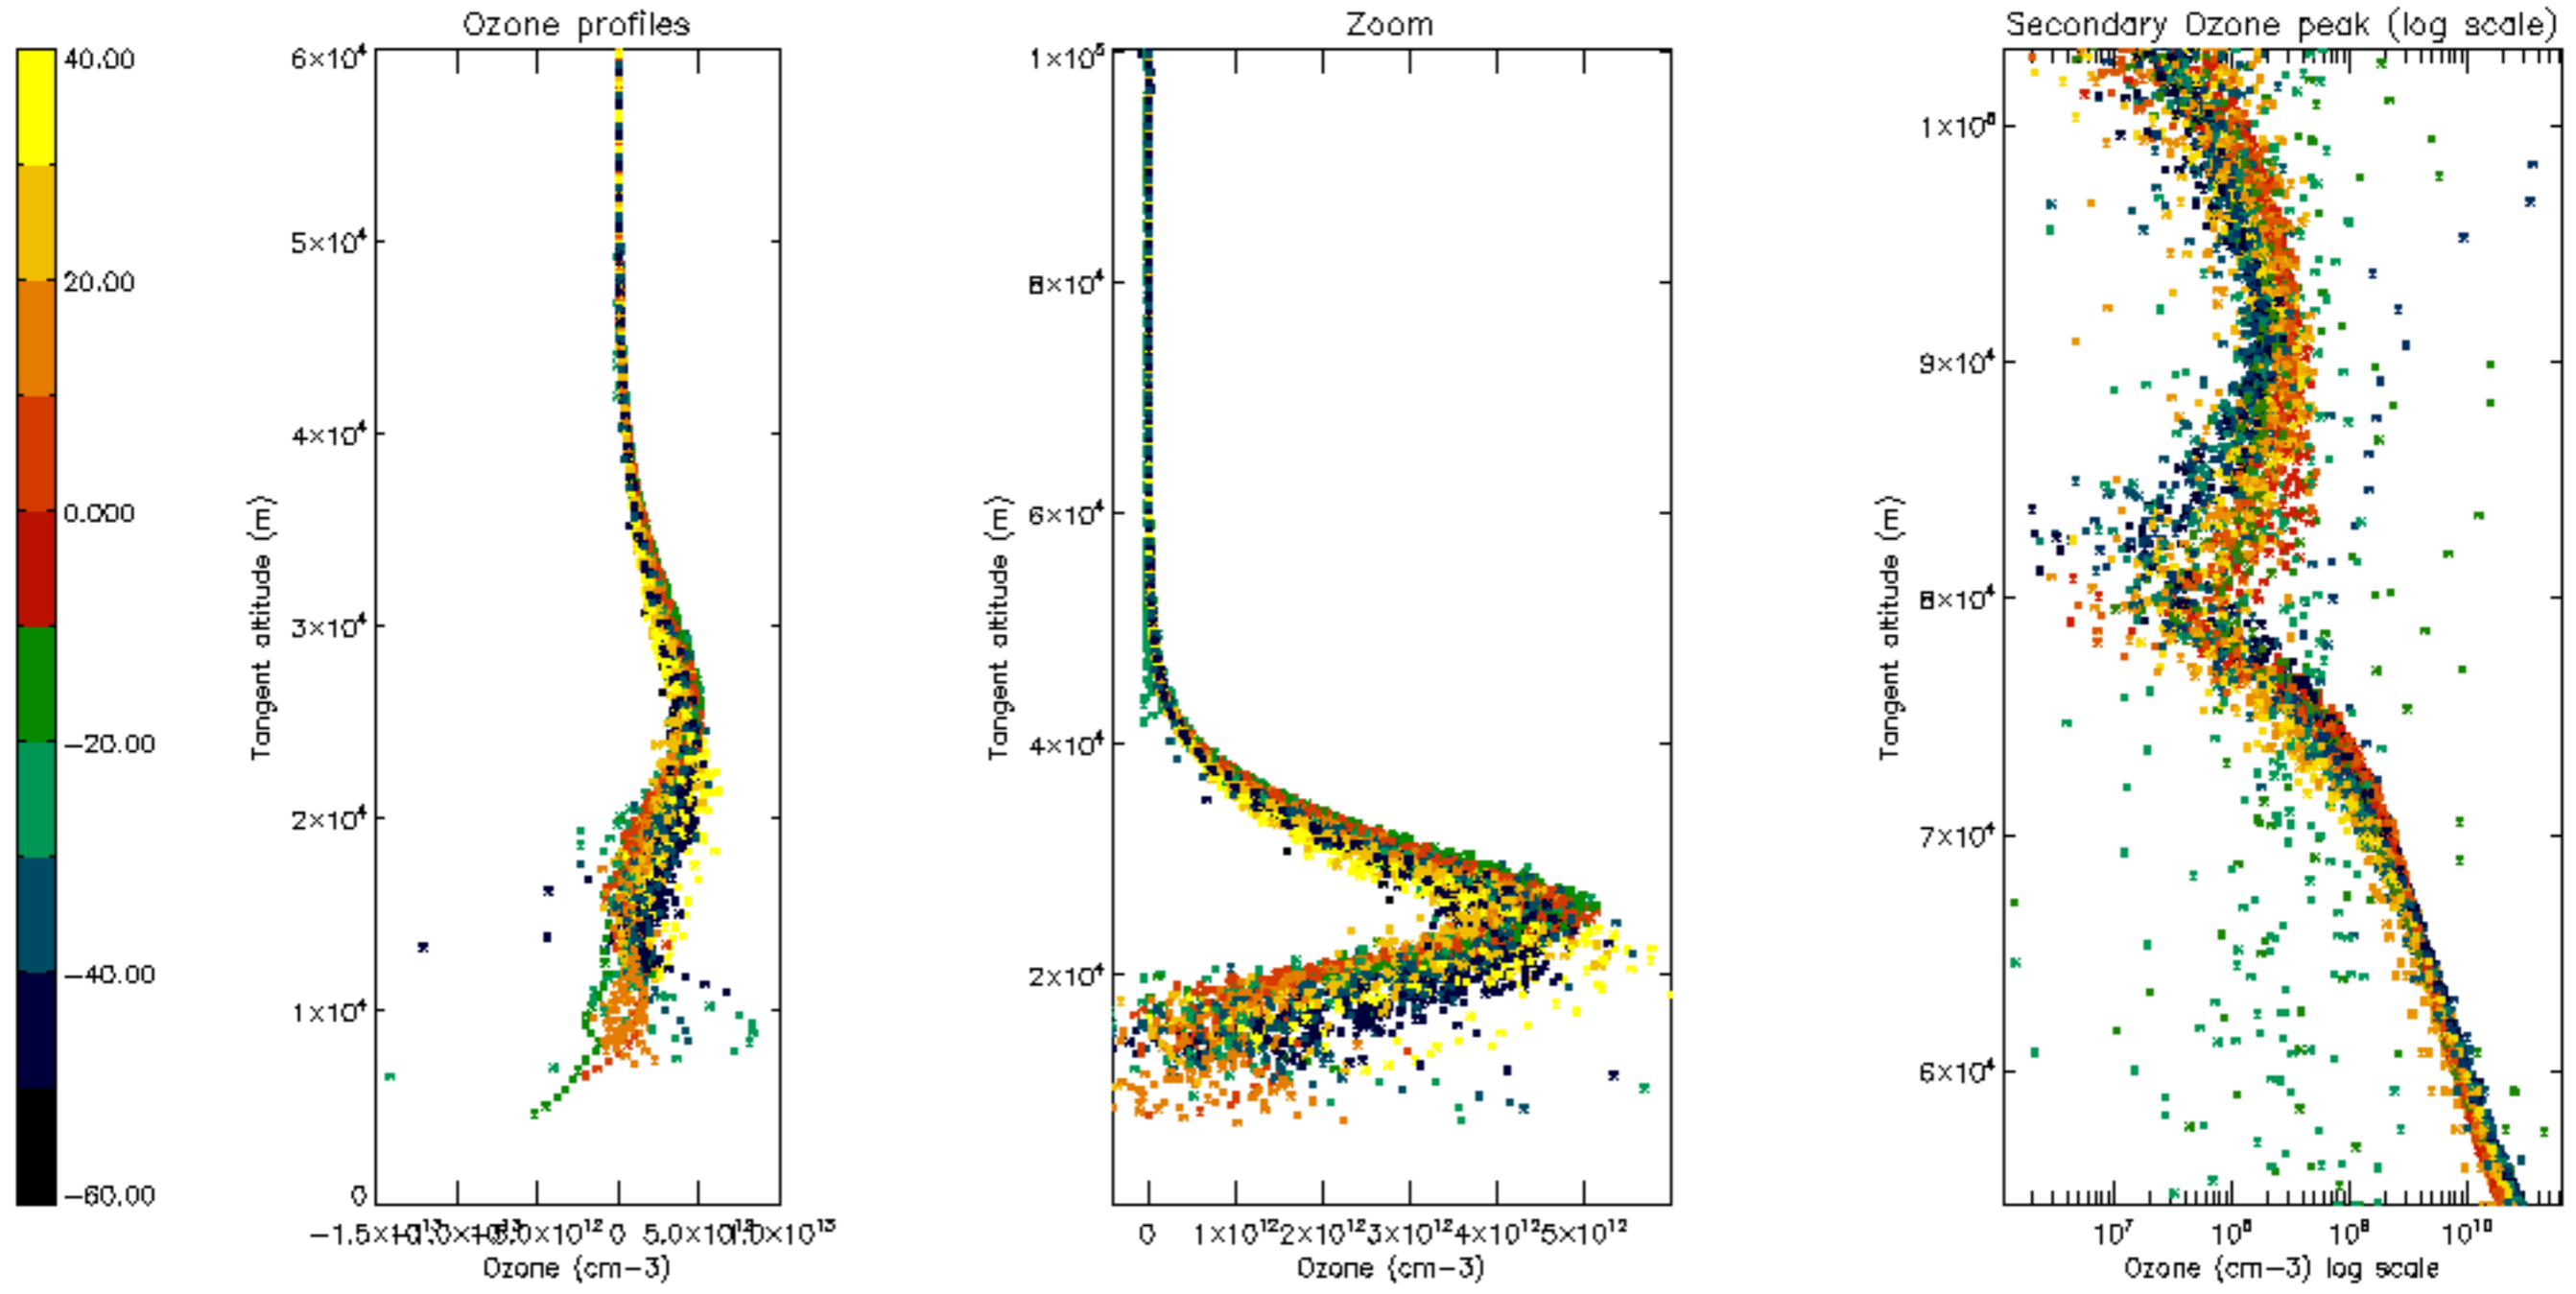 Ozone profiles
Zoom
Secondary Ozone peak (log scale)
40.00
20.00
0.000
−20.00
−40.00
−60.00
6×10⁴
5×10⁴
4×10⁴
3×10⁴
2×10⁴
1×10⁴
0
Tangent altitude (m)
5.0×10¹²
1.0×10¹³
0
Ozone (cm−3)
1×10⁵
8×10⁴
6×10⁴
4×10⁴
2×10⁴
Tangent altitude (m)
0 1×10¹² 2×10¹² 3×10¹² 4×10¹² 5×10¹²
Ozone (cm−3)
1×10⁵
9×10⁴
8×10⁴
7×10⁴
6×10⁴
Tangent altitude (m)
10⁷ 10⁸ 10⁹ 10¹⁰
Ozone (cm−3) log scale